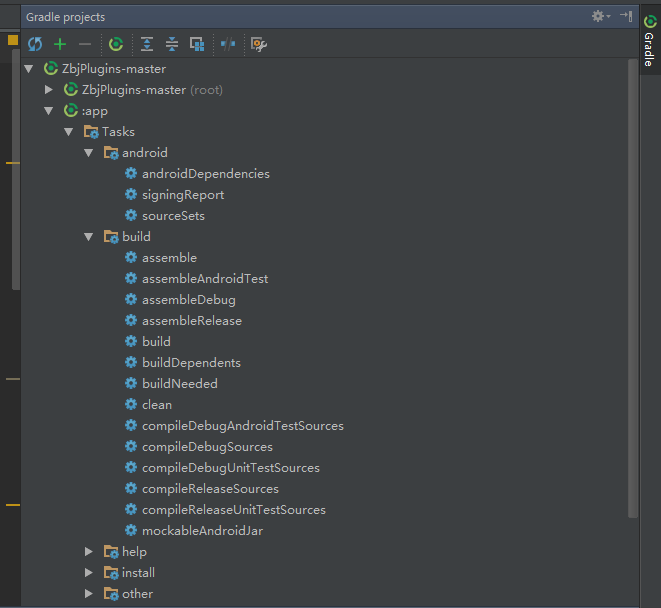 Gradle projects
ZbjPlugins-master
ZbjPlugins-master (root)
:app
Tasks
android
androidDependencies
signingReport
sourceSets
build
assemble
assembleAndroidTest
assembleDebug
assembleRelease
build
buildDependents
buildNeeded
clean
compileDebugAndroidTestSources
compileDebugSources
compileDebugUnitTestSources
compileReleaseSources
compileReleaseUnitTestSources
mockableAndroidJar
help
install
other
Gradle